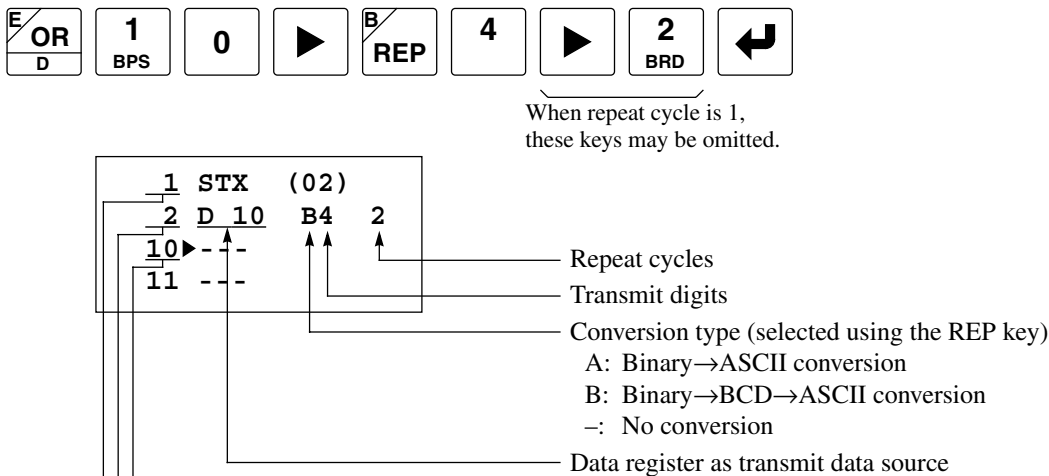 E OR D 1 BPS 0 ▶ B REP 4 ▶ 2 BRD ↵
When repeat cycle is 1,
these keys may be omitted.
1 STX (02)
2 D 10 B4 2
10▶---
11 ---
Repeat cycles
Transmit digits
Conversion type (selected using the REP key)
A: Binary→ASCII conversion
B: Binary→BCD→ASCII conversion
–: No conversion
Data register as transmit data source